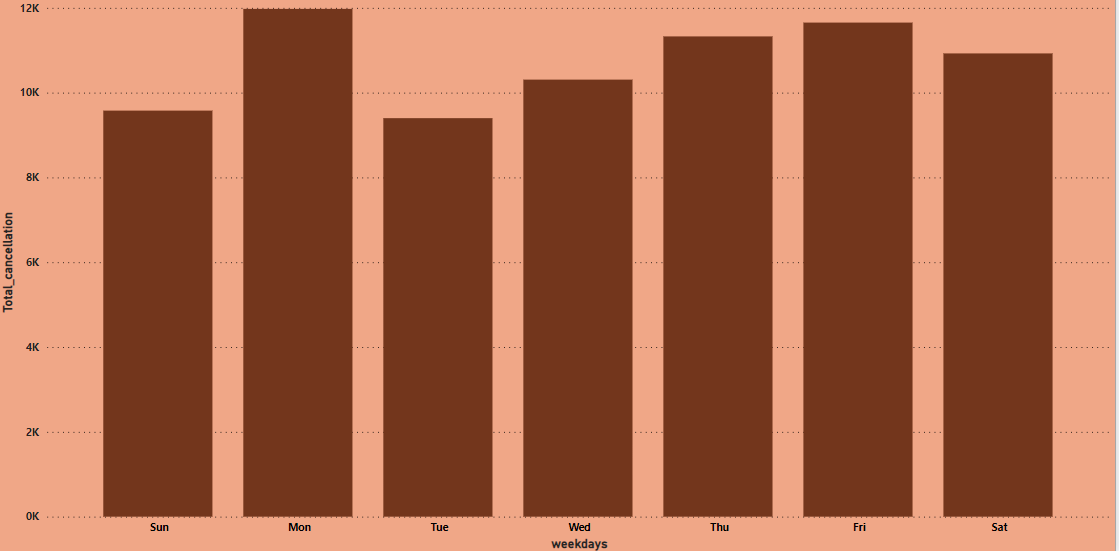 12K
10K
8K
6K
4K
2K
0K
Total_cancellation
Sun Mon Tue Wed Thu Fri Sat
weekdays